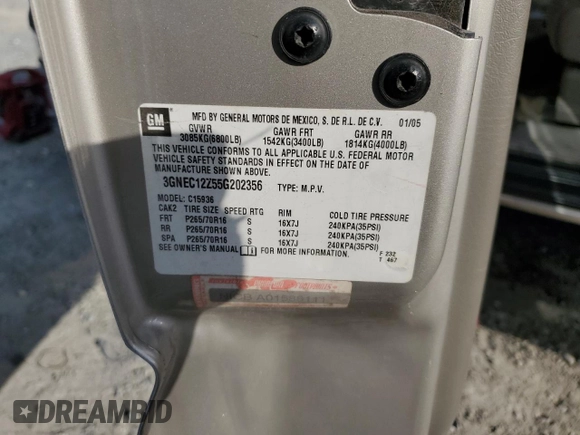 GM
MFD BY GENERAL MOTORS DE MEXICO, S. DE R.L. DE C.V. 01/05
GVWR GAWR FRT GAWR RR
3085KG(6800LB) 1542KG(3400LB) 1814KG(4000LB)
THIS VEHICLE CONFORMS TO ALL APPLICABLE U.S. FEDERAL MOTOR
VEHICLE SAFETY STANDARDS IN EFFECT ON THE DATE OF
MANUFACTURE SHOWN ABOVE.
3GNEC12Z55G202356 TYPE: M.P.V.
MODEL: C15936
CAK2 TIRE SIZE SPEED RTG RIM COLD TIRE PRESSURE
FRT P265/70R16 S 16X7J 240KPA(35PSI)
RR P265/70R16 S 16X7J 240KPA(35PSI)
SPA P265/70R16 S 16X7J 240KPA(35PSI)
SEE OWNER'S MANUAL FOR MORE INFORMATION.
F 232
T 467
DREAMBID